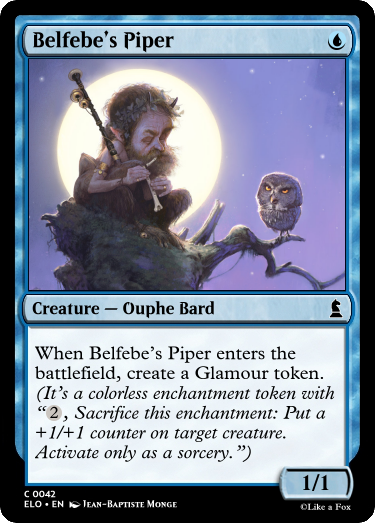 Belfebe's Piper
Creature — Ouphe Bard
When Belfebe's Piper enters the
battlefield, create a Glamour token.
(It's a colorless enchantment token with
“2, Sacrifice this enchantment: Put a
+1/+1 counter on target creature.
Activate only as a sorcery.”)
1/1
C 0042
ELO • EN Jean-Baptiste Monge
©Like a Fox